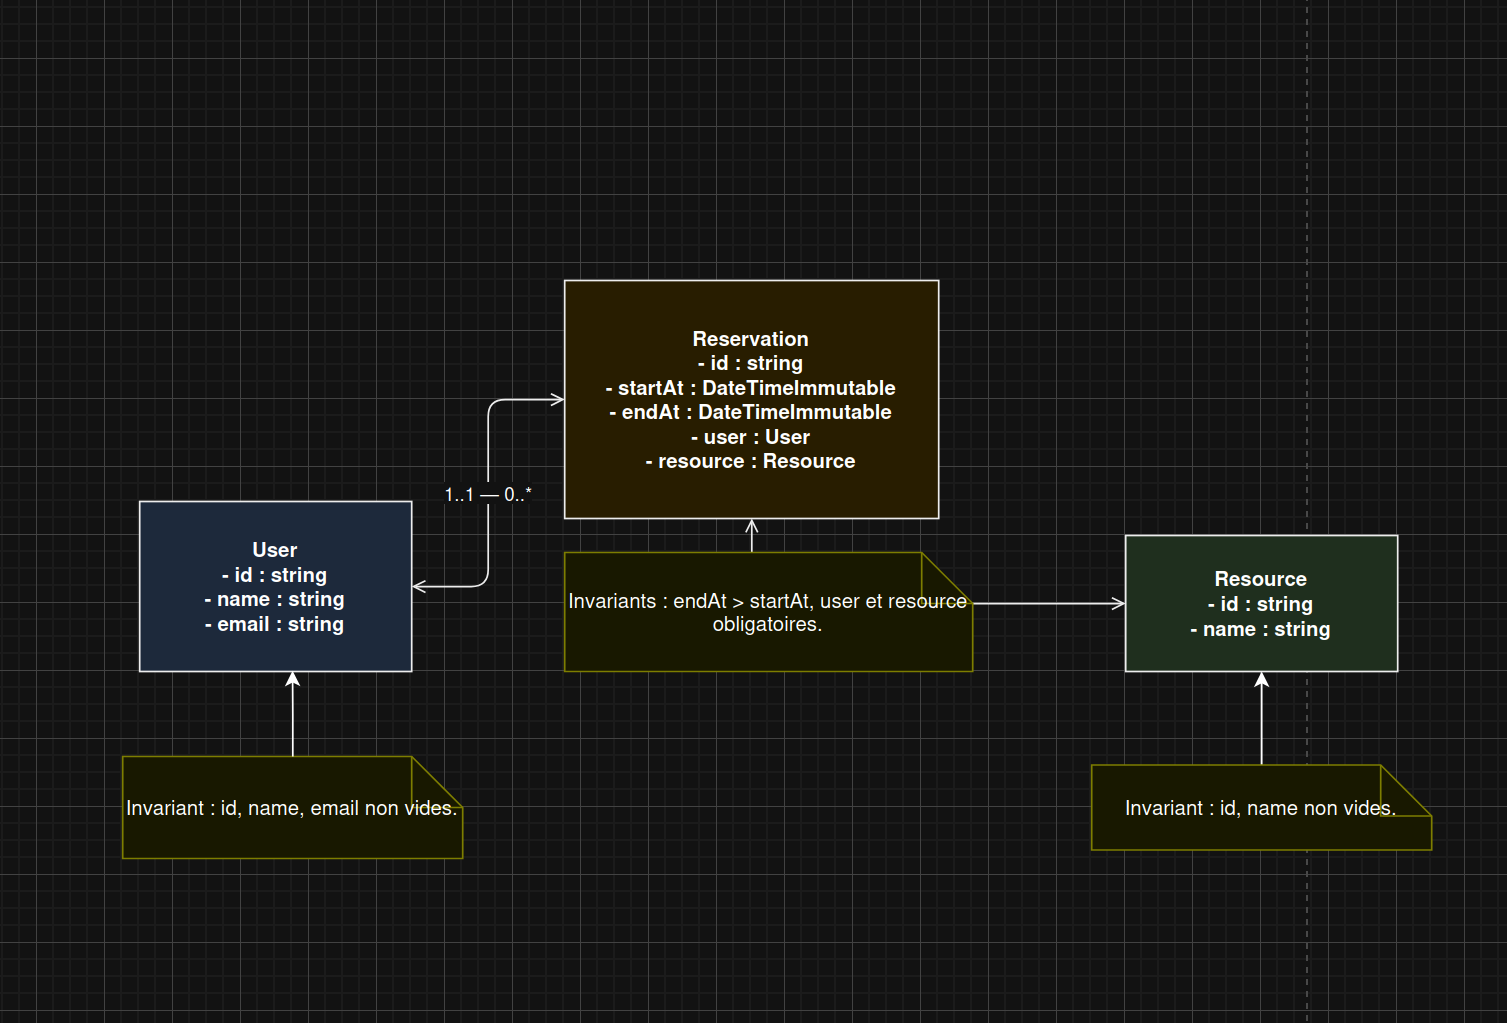 Reservation
- id : string
- startAt : DateTimeImmutable
- endAt : DateTimeImmutable
- user : User
- resource : Resource
1..1 — 0..*
User
- id : string
- name : string
- email : string
Invariants : endAt > startAt, user et resource
obligatoires.
Resource
- id : string
- name : string
Invariant : id, name, email non vides.
Invariant : id, name non vides.